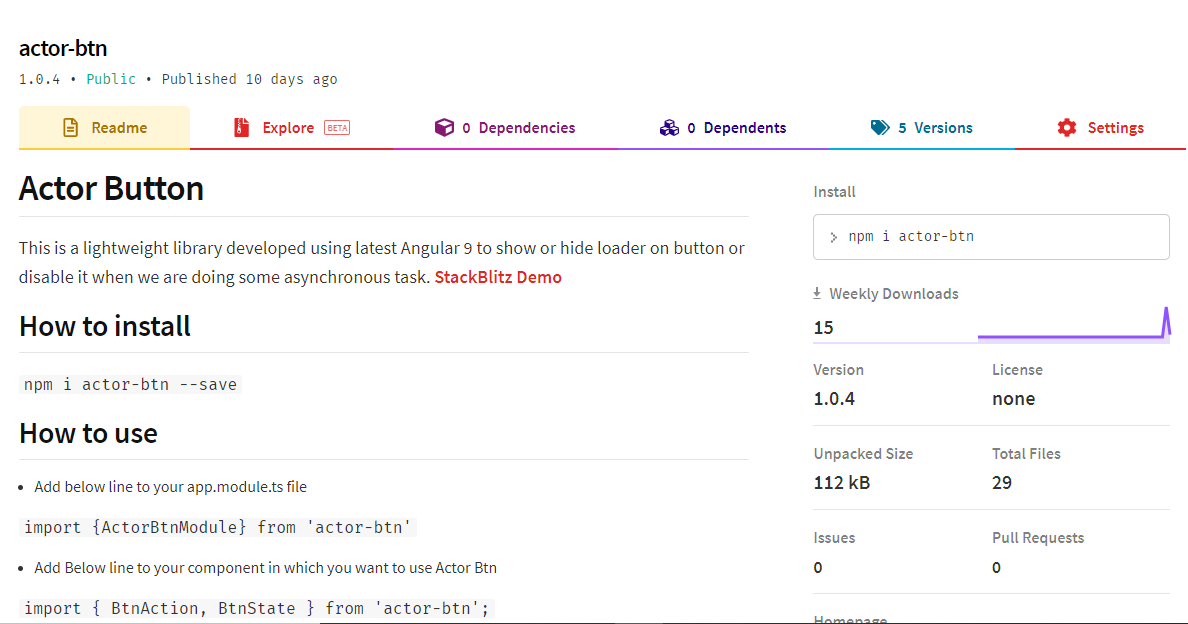 actor-btn
1.0.4 • Public • Published 10 days ago
Readme
Explore BETA
0 Dependencies
0 Dependents
5 Versions
Settings
Actor Button
This is a lightweight library developed using latest Angular 9 to show or hide loader on button or
disable it when we are doing some asynchronous task. StackBlitz Demo
How to install
npm i actor-btn --save
How to use
• Add below line to your app.module.ts file
import {ActorBtnModule} from 'actor-btn'
• Add Below line to your component in which you want to use Actor Btn
import { BtnAction, BtnState } from 'actor-btn';
Install
> npm i actor-btn
Weekly Downloads
15
Version
1.0.4
License
none
Unpacked Size
112 kB
Total Files
29
Issues
0
Pull Requests
0
Homepage